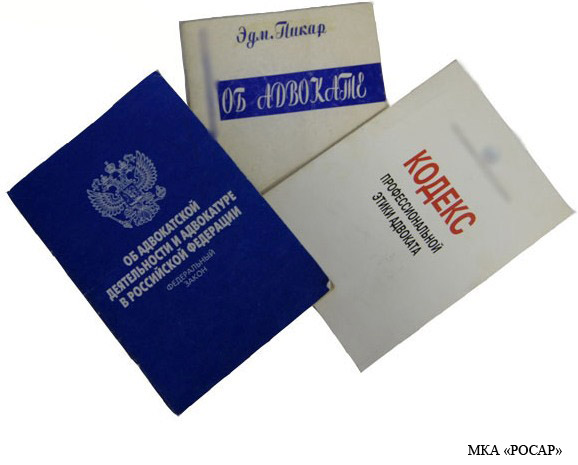 Эдм. Пикар
ОБ АДВОКАТЕ
ОБ АДВОКАТСКОЙ
ДЕЯТЕЛЬНОСТИ И АДВОКАТУРЕ
В РОССИЙСКОЙ ФЕДЕРАЦИИ
ФЕДЕРАЛЬНЫЙ
ЗАКОН
КОДЕКС
ПРОФЕССИОНАЛЬНОЙ
ЭТИКИ АДВОКАТА
МКА «РОСАР»